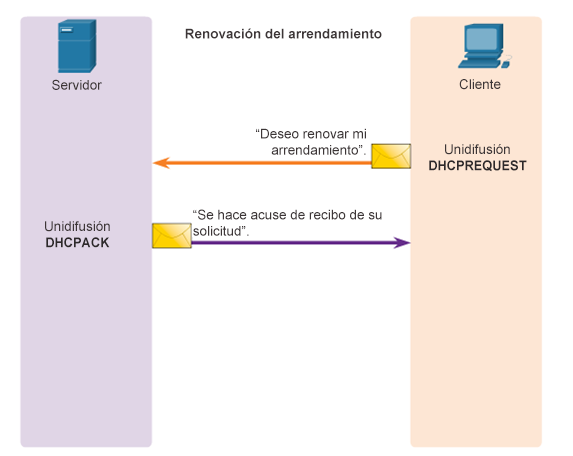 Renovación del arrendamiento
Servidor
Cliente
“Deseo renovar mi
arrendamiento”.
Unidifusión
DHCPREQUEST
Unidifusión
DHCPACK
“Se hace acuse de recibo de su
solicitud”.